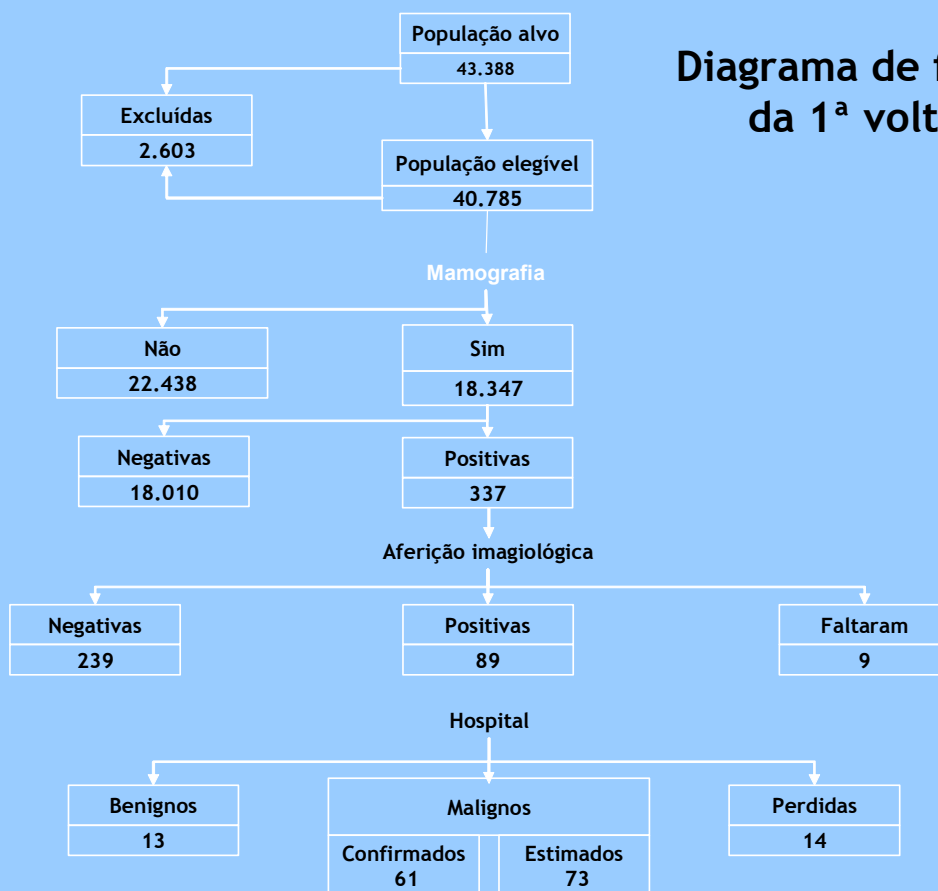 População alvo
43.388
Diagrama de
da 1ª
Excluídas
2.603
População elegível
40.785
Mamografia
Não
22.438
Sim
18.347
Negativas
18.010
Positivas
337
Aferição imagiológica
Negativas
239
Positivas
89
Faltaram
9
Hospital
Benignos
13
Malignos
Confirmados
61
Estimados
73
Perdidas
14